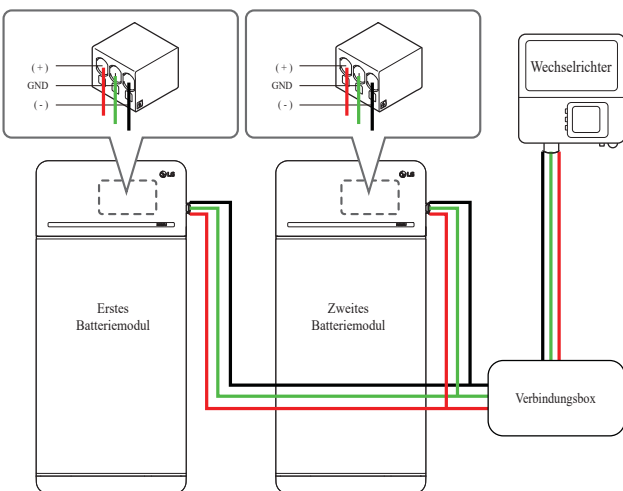 (+)
GND
(-)
(+)
GND
(-)
Wechselrichter
LG
LG
Erstes
Batteriemodul
Zweites
Batteriemodul
Verbindungsbox